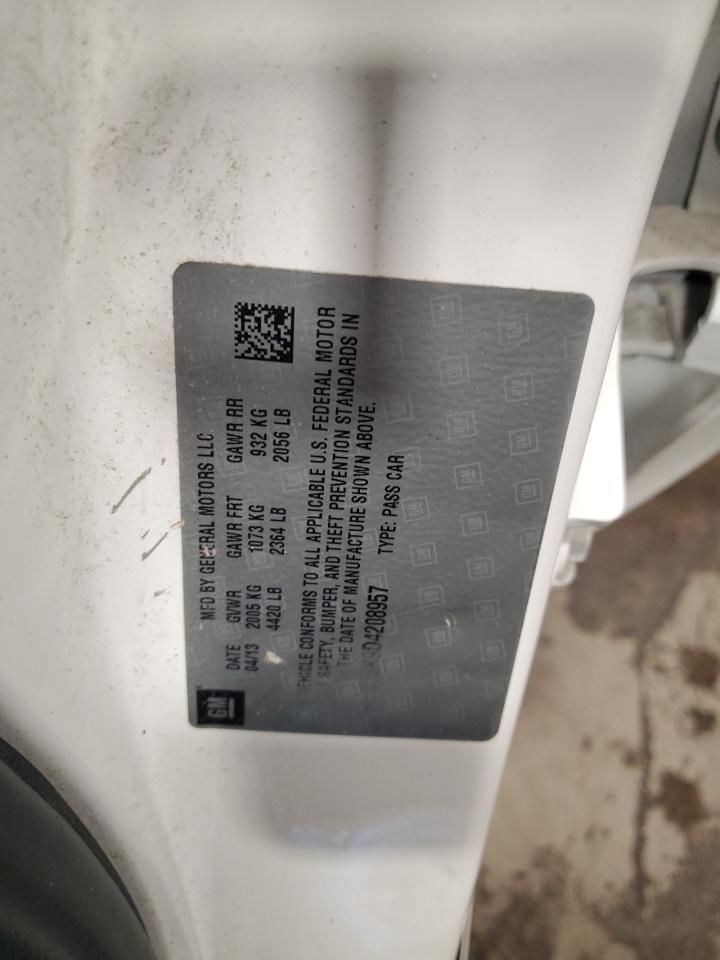 GM
MFD BY GENERAL MOTORS LLC
DATE GVWR GAWR FRT GAWR RR
04/13 2005 KG 1073 KG 932 KG
4420 LB 2364 LB 2056 LB
VEHICLE CONFORMS TO ALL APPLICABLE U.S. FEDERAL MOTOR
SAFETY, BUMPER, AND THEFT PREVENTION STANDARDS IN
THE DATE OF MANUFACTURE SHOWN ABOVE.
D4208957 TYPE: PASS CAR